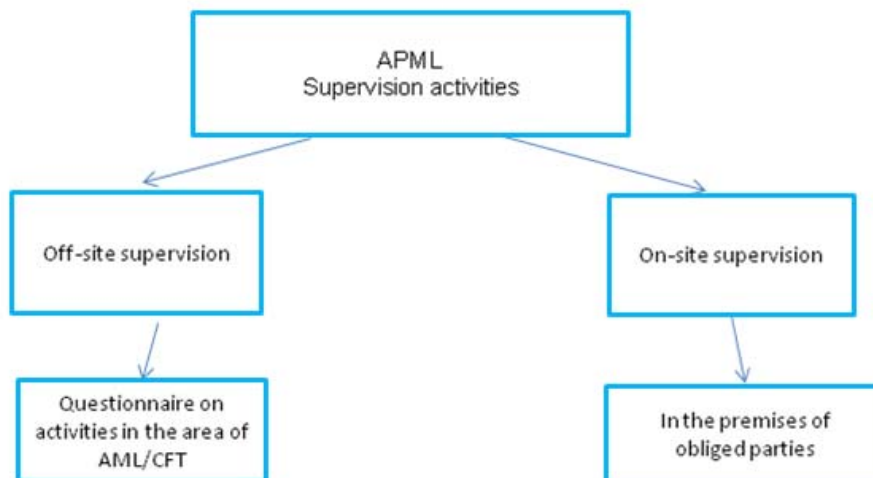 APML
Supervision activities
Off-site supervision
On-site supervision
Questionnaire on
activities in the area of
AML/CFT
In the premises of
obliged parties